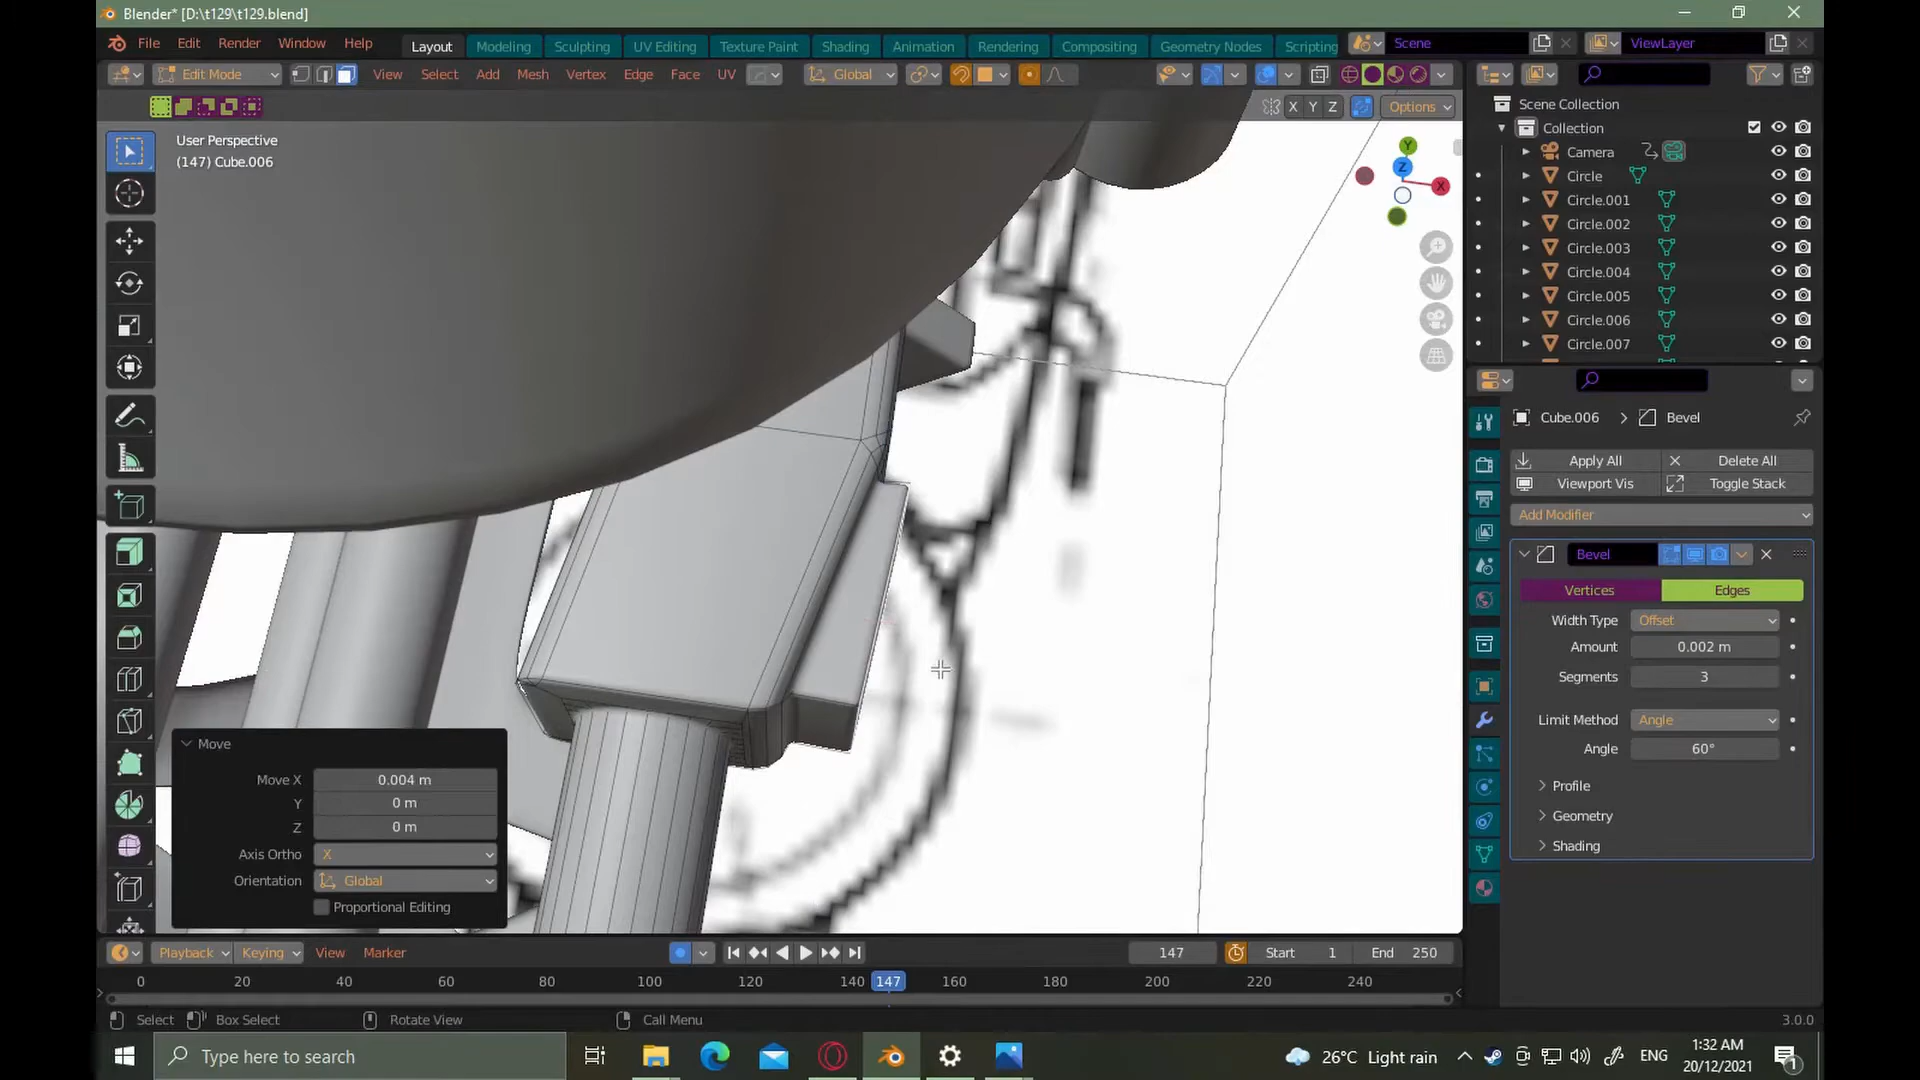 Blender* [D:\t129\t129.blend]
File Edit Render Window Help
Layout Modeling Sculpting UV Editing Texture Paint Shading Animation Rendering Compositing Geometry Nodes Scripting
Scene
ViewLayer
Edit Mode
View Select Add Mesh Vertex Edge Face UV
Global
X Y Z
Options
User Perspective
(147) Cube.006
Y
Z
X
Scene Collection
Collection
Camera
Circle
Circle.001
Circle.002
Circle.003
Circle.004
Circle.005
Circle.006
Circle.007
Cube.006
Bevel
Apply All
Delete All
Viewport Vis
Toggle Stack
Add Modifier
Bevel
Vertices
Edges
Width Type Offset
Amount 0.002 m
Segments 3
Limit Method Angle
Angle 60°
Profile
Geometry
Shading
Move
Move X 0.004 m
Y 0 m
Z 0 m
Axis Ortho X
Orientation Global
Proportional Editing
Playback Keying View Marker
147
Start 1
End 250
0 20 40 60 80 100 120 140 147 160 180 200 220 240
Select Box Select Rotate View Call Menu
3.0.0
Type here to search
26°C Light rain
ENG
1:32 AM
20/12/2021
1